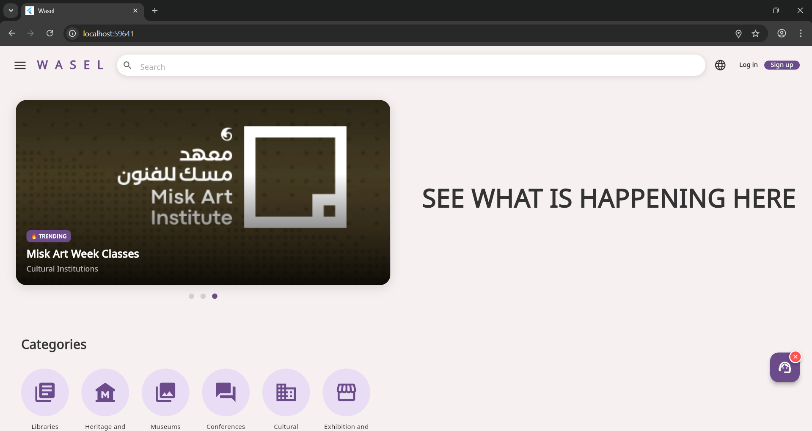 Wasel
localhost:59641
WASEL
Search
Log in
Sign up
معهد
مسك للفنون
Misk Art
Institute
🔥 TRENDING
Misk Art Week Classes
Cultural Institutions
SEE WHAT IS HAPPENING HERE
Categories
M
Libraries
Heritage and
Museums
Conferences
Cultural
Exhibition and